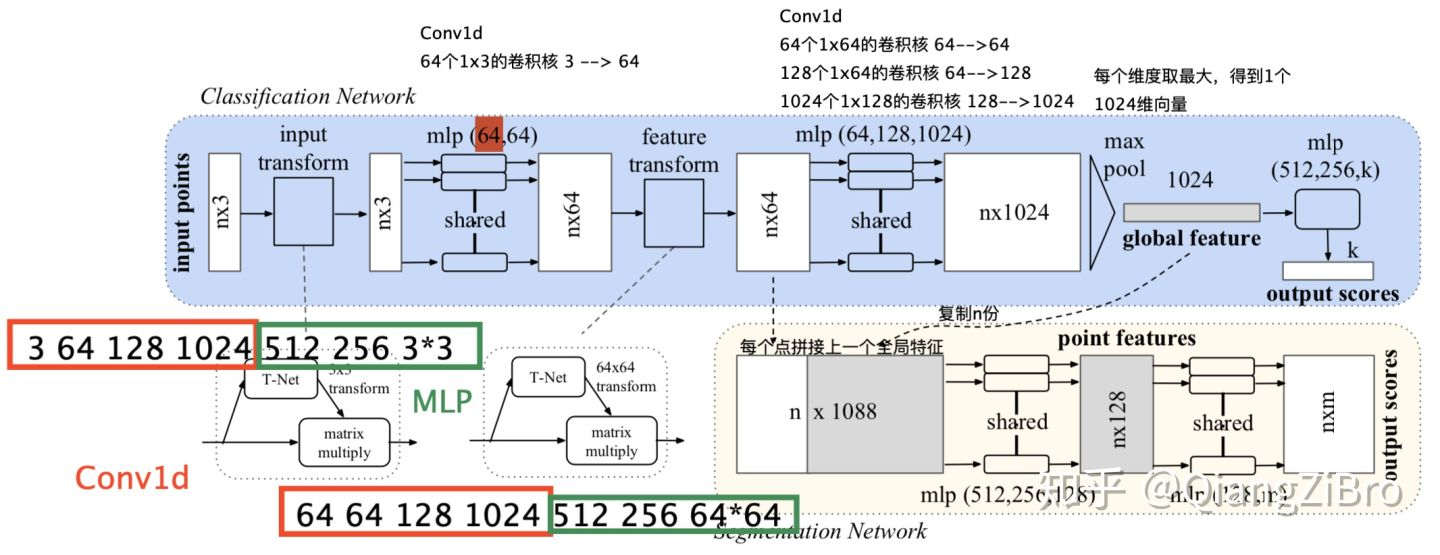 Conv1d
64个1x3的卷积核 3 --> 64
Conv1d
64个1x64的卷积核 64-->64
128个1x64的卷积核 64-->128
1024个1x128的卷积核 128-->1024
每个维度取最大，得到1个
1024维向量
Classification Network
input points
nx3
input
transform
nx3
mlp (64,64)
shared
nx64
feature
transform
nx64
mlp (64,128,1024)
shared
nx1024
max
pool
1024
global feature
mlp
(512,256,k)
k
output scores
3 64 128 1024 512 256 3*3
T-Net
3x3
transform
matrix
multiply
MLP
Conv1d
T-Net
64x64
transform
matrix
multiply
64 64 128 1024 512 256 64*64
复制n份
每个点拼接上一个全局特征
point features
n x 1088
shared
mlp (512,256,128)
nx128
shared
mlp (128,m)
nxm
output scores
Segmentation Network
知乎 @QiangZiBro